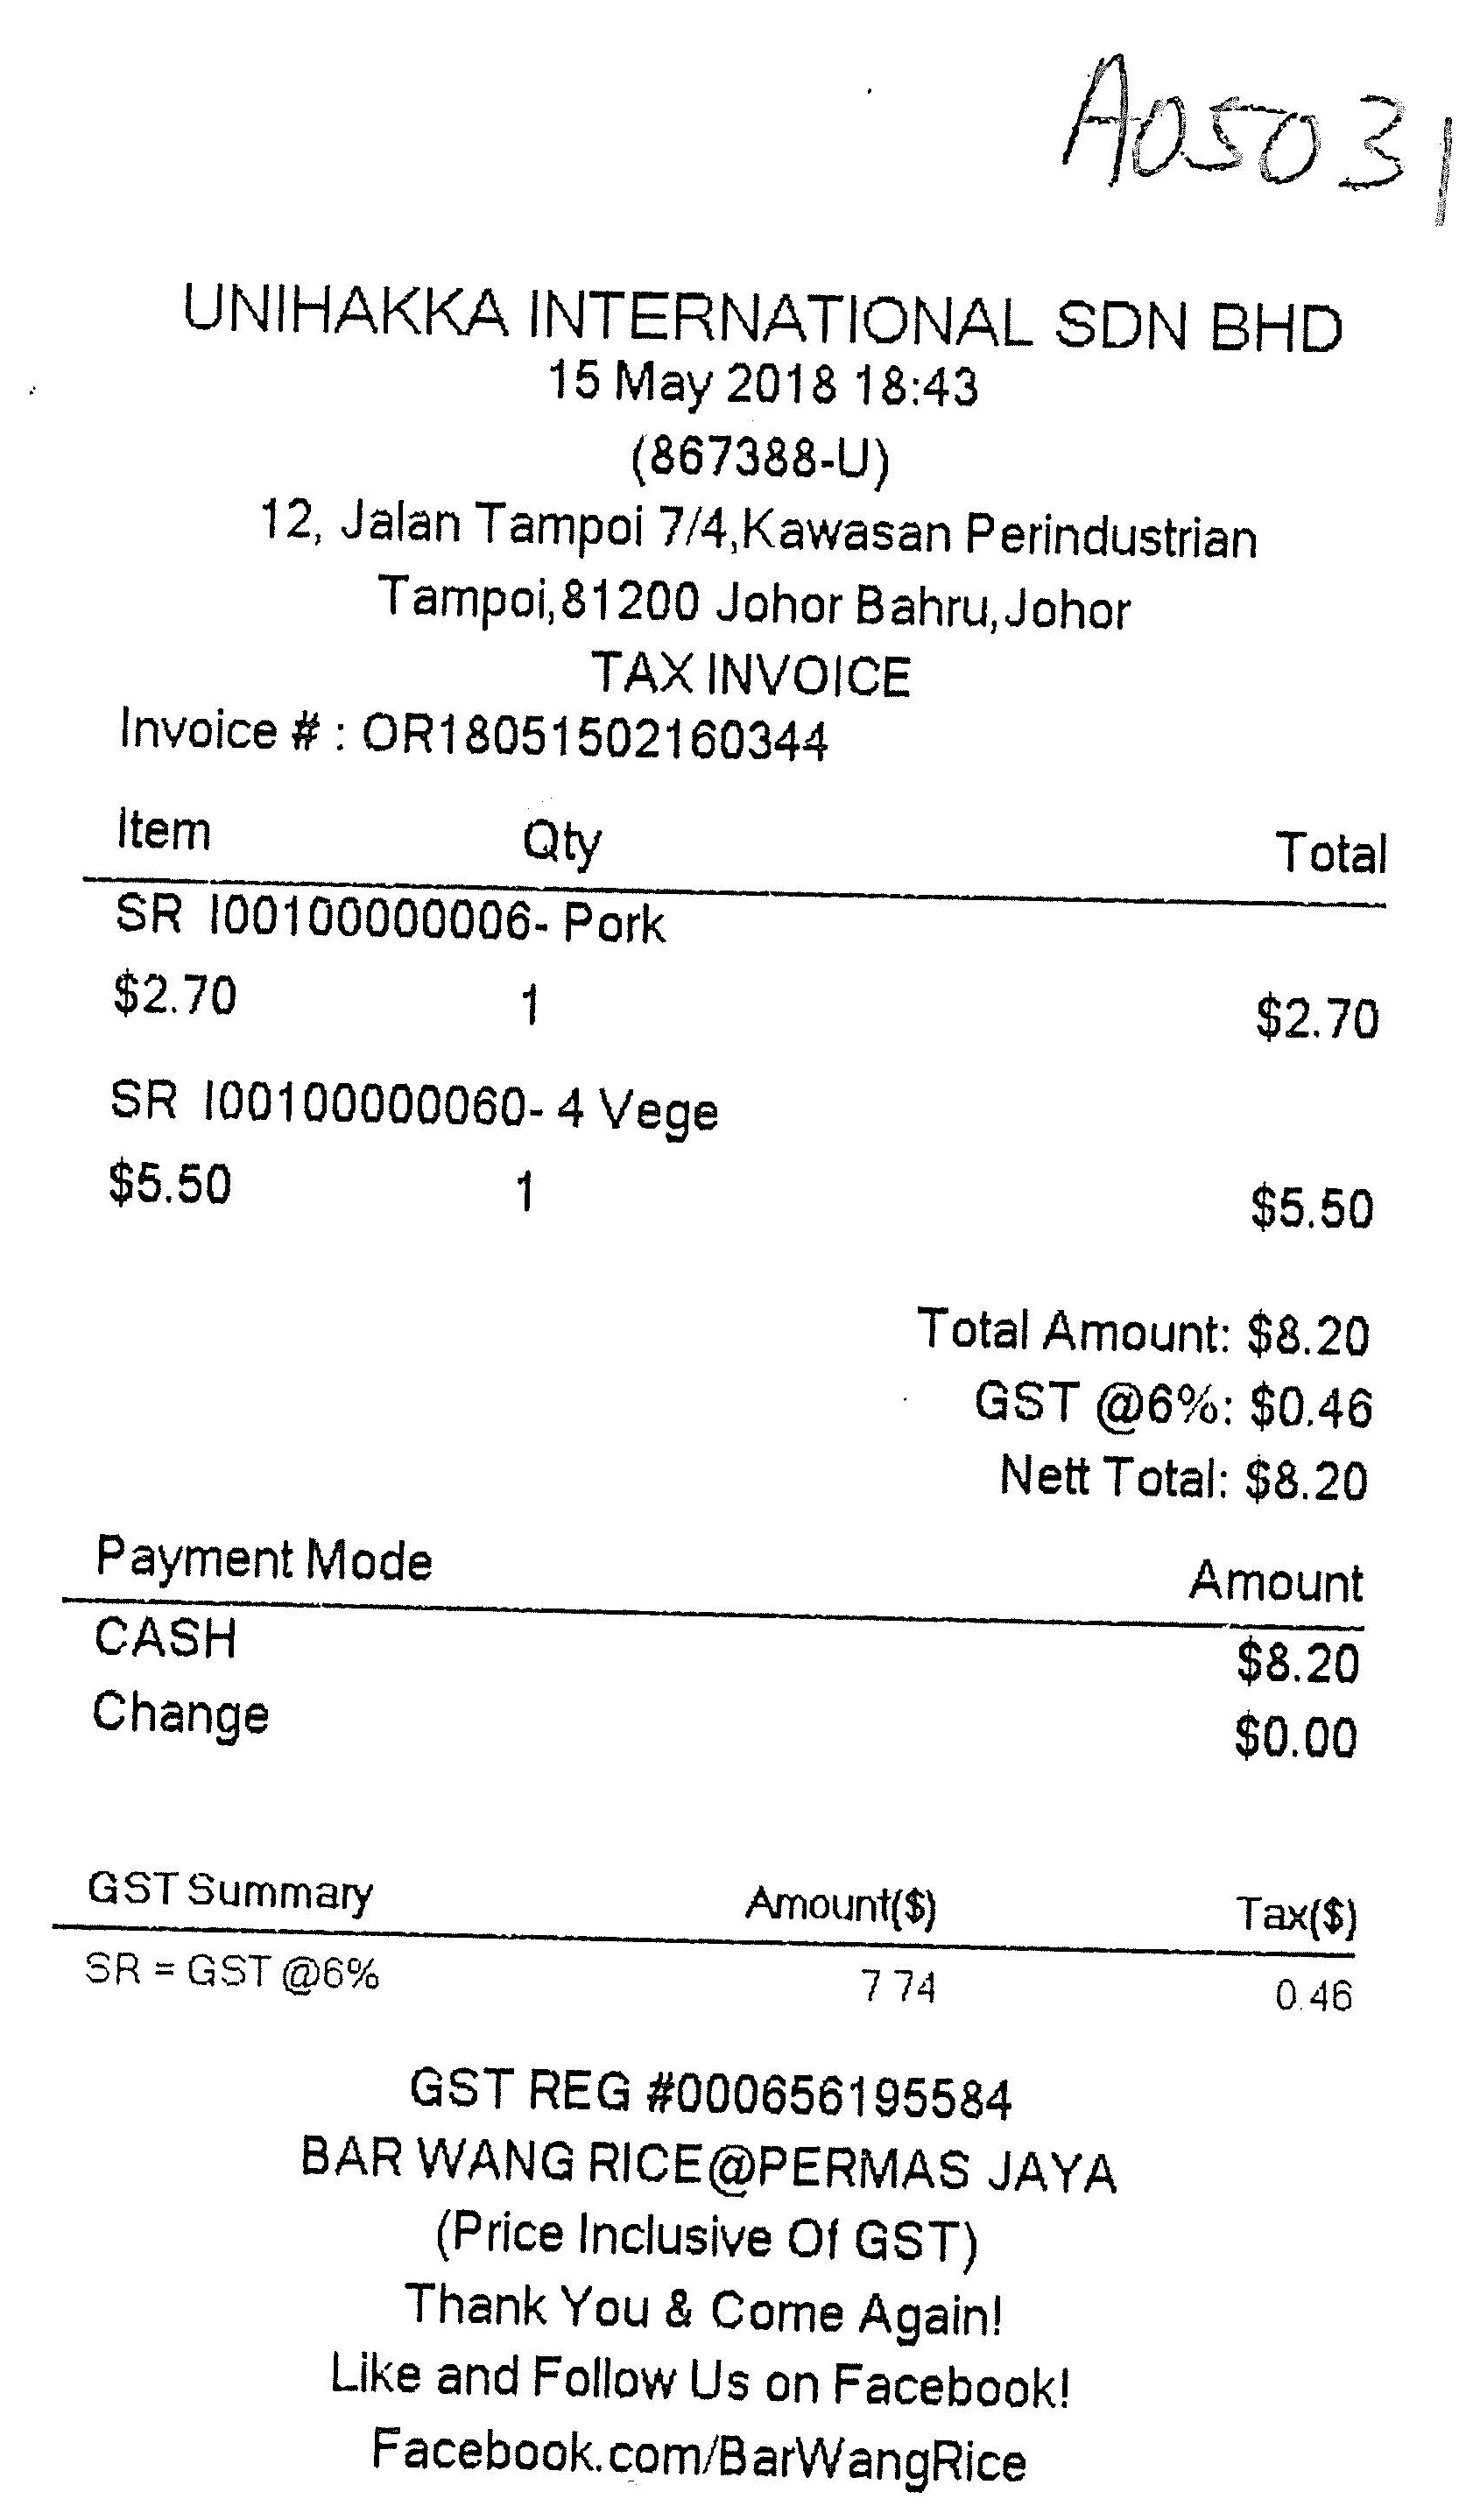 A05031
UNIHAKKA INTERNATIONAL SDN BHD
15 May 2018 18:43
(867388-U)
12, Jalan Tampoi 7/4,Kawasan Perindustrian
Tampoi,81200 Johor Bahru,Johor
TAX INVOICE
Invoice # : OR18051502160344
Item Qty Total
SR I00100000006- Pork
$2.70 1 $2.70
SR I00100000060- 4 Vege
$5.50 1 $5.50
Total Amount: $8.20
GST @6%: $0.46
Nett Total: $8.20
Payment Mode Amount
CASH $8.20
Change $0.00
GST Summary Amount($) Tax($)
SR = GST @6% 7 74 0.46
GST REG #000656195584
BAR WANG RICE@PERMAS JAYA
(Price Inclusive Of GST)
Thank You & Come Again!
Like and Follow Us on Facebook!
Facebook.com/BarWangRice